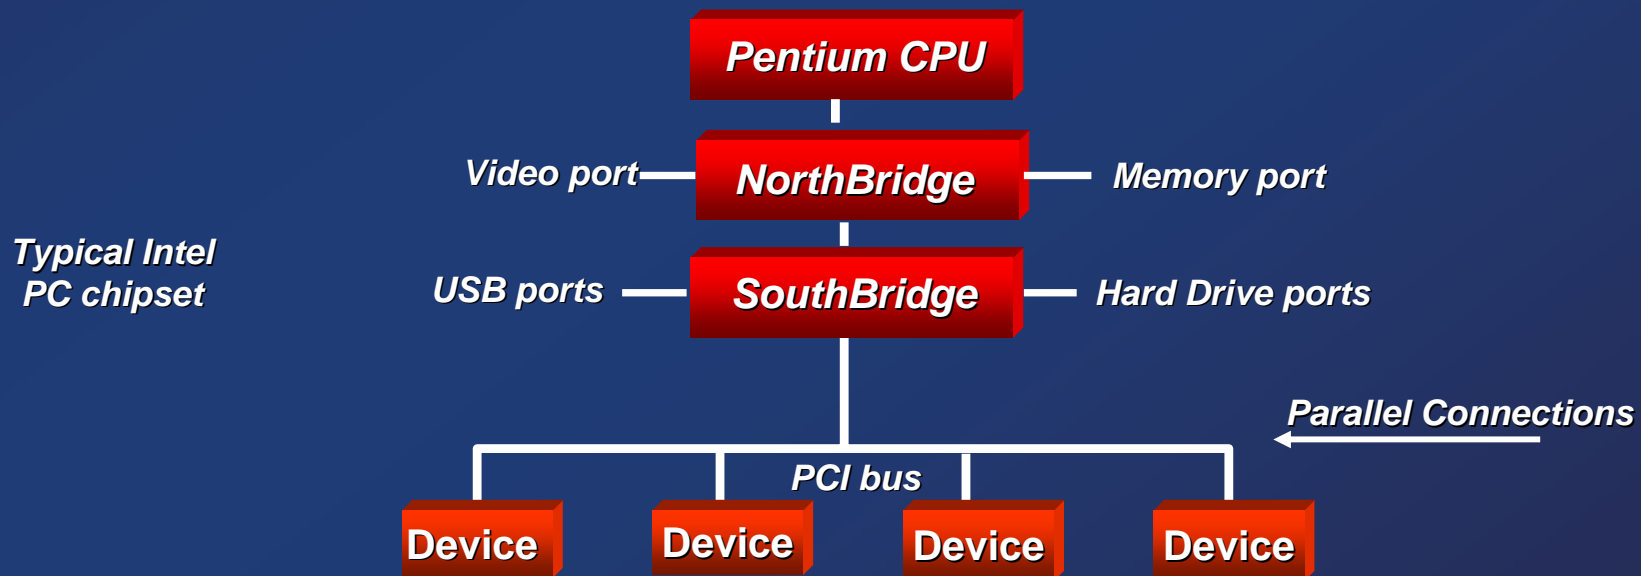 Pentium CPU
Video port
NorthBridge
Memory port
Typical Intel
PC chipset
USB ports
SouthBridge
Hard Drive ports
Parallel Connections
PCI bus
Device
Device
Device
Device